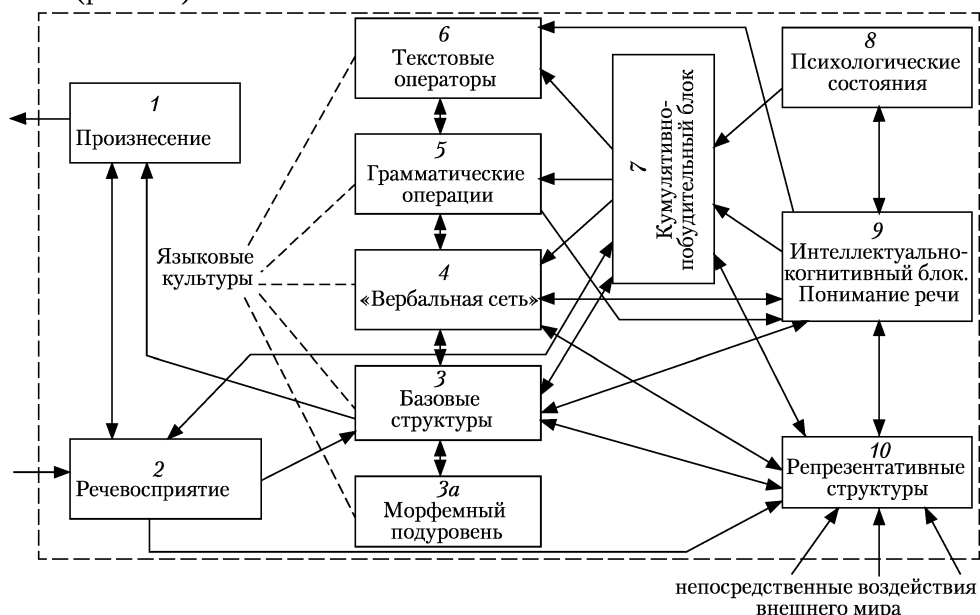 6
Текстовые
операторы
8
Психологические
состояния
1
Произнесение
5
Грамматические
операции
7
Кумулятивно-
побудительный блок
Языковые
культуры
4
«Вербальная сеть»
9
Интеллектуально-
когнитивный блок.
Понимание речи
3
Базовые
структуры
2
Речевосприятие
3а
Морфемный
подуровень
10
Репрезентативные
структуры
непосредственные воздействия
внешнего мира